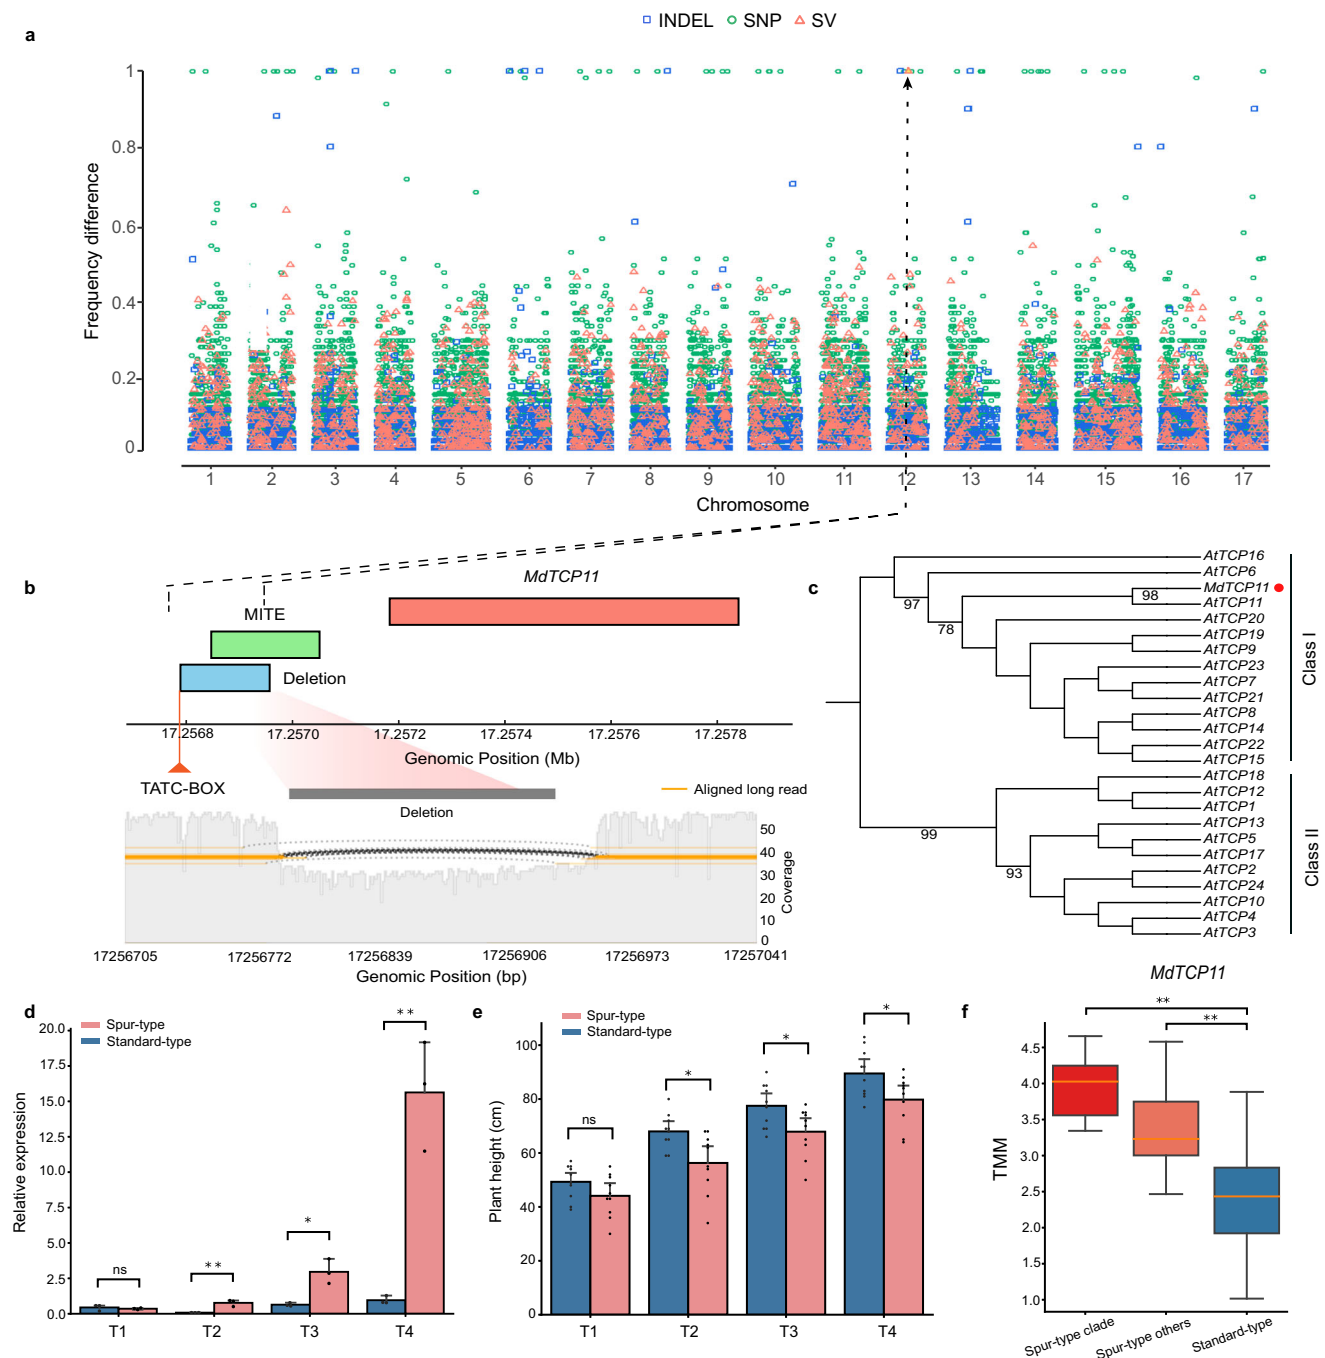 INDEL SNP SV
a
1
0.8
0.6
0.4
0.2
0
Frequency difference
1 2 3 4 5 6 7 8 9 10 11 12 13 14 15 16 17
Chromosome
b
MdTCP11
MITE
Deletion
17.2568 17.2570 17.2572 17.2574 17.2576 17.2578
Genomic Position (Mb)
TATC-BOX
Aligned long read
Deletion
50
40
30
20
10
0
Coverage
17256705 17256772 17256839 17256906 17256973 17257041
Genomic Position (bp)
c
AtTCP16
AtTCP6
MdTCP11
AtTCP11
AtTCP20
AtTCP19
AtTCP9
AtTCP23
AtTCP7
AtTCP21
AtTCP8
AtTCP14
AtTCP22
AtTCP15
AtTCP18
AtTCP12
AtTCP1
AtTCP13
AtTCP5
AtTCP17
AtTCP2
AtTCP24
AtTCP10
AtTCP4
AtTCP3
97
98
78
99
93
Class I
Class II
d
Spur-type
Standard-type
20.0
17.5
15.0
12.5
10.0
7.5
5.0
2.5
0.0
Relative expression
ns
**
*
**
T1 T2 T3 T4
e
Spur-type
Standard-type
100
80
60
40
20
0
Plant height (cm)
ns
*
*
*
T1 T2 T3 T4
f
MdTCP11
**
**
4.5
4.0
3.5
3.0
2.5
2.0
1.5
1.0
TMM
Spur-type clade
Spur-type others
Standard-type